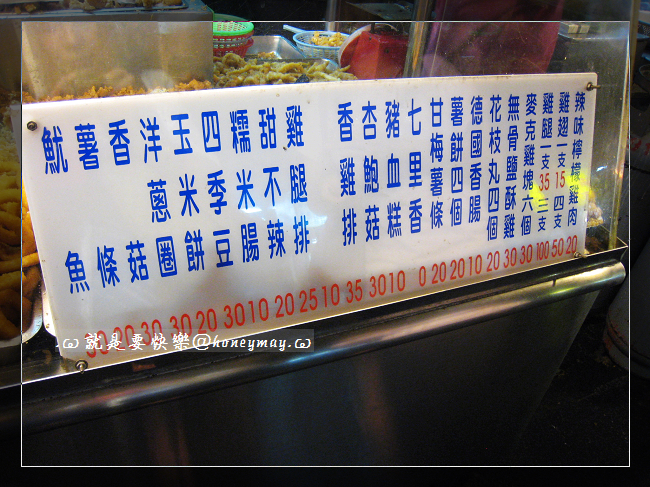 辣味檸檬雞肉
雞翅一支15四支
雞腿一支35三支
麥克雞塊六個
無骨鹽酥雞
花枝丸四個
德國香腸
薯餅四個
甘梅薯條
七里香
豬血糕
杏鮑菇
香雞排
雞腿排
甜不辣
糯米腸
四季豆
玉米餅
洋蔥圈
香菇
薯條
魷魚
30 20 30 30 20 30 10 20 25 10 35 30 10 0 20 20 10 20 30 30 100 50 20
.ω就是要快樂@honeymay.ω